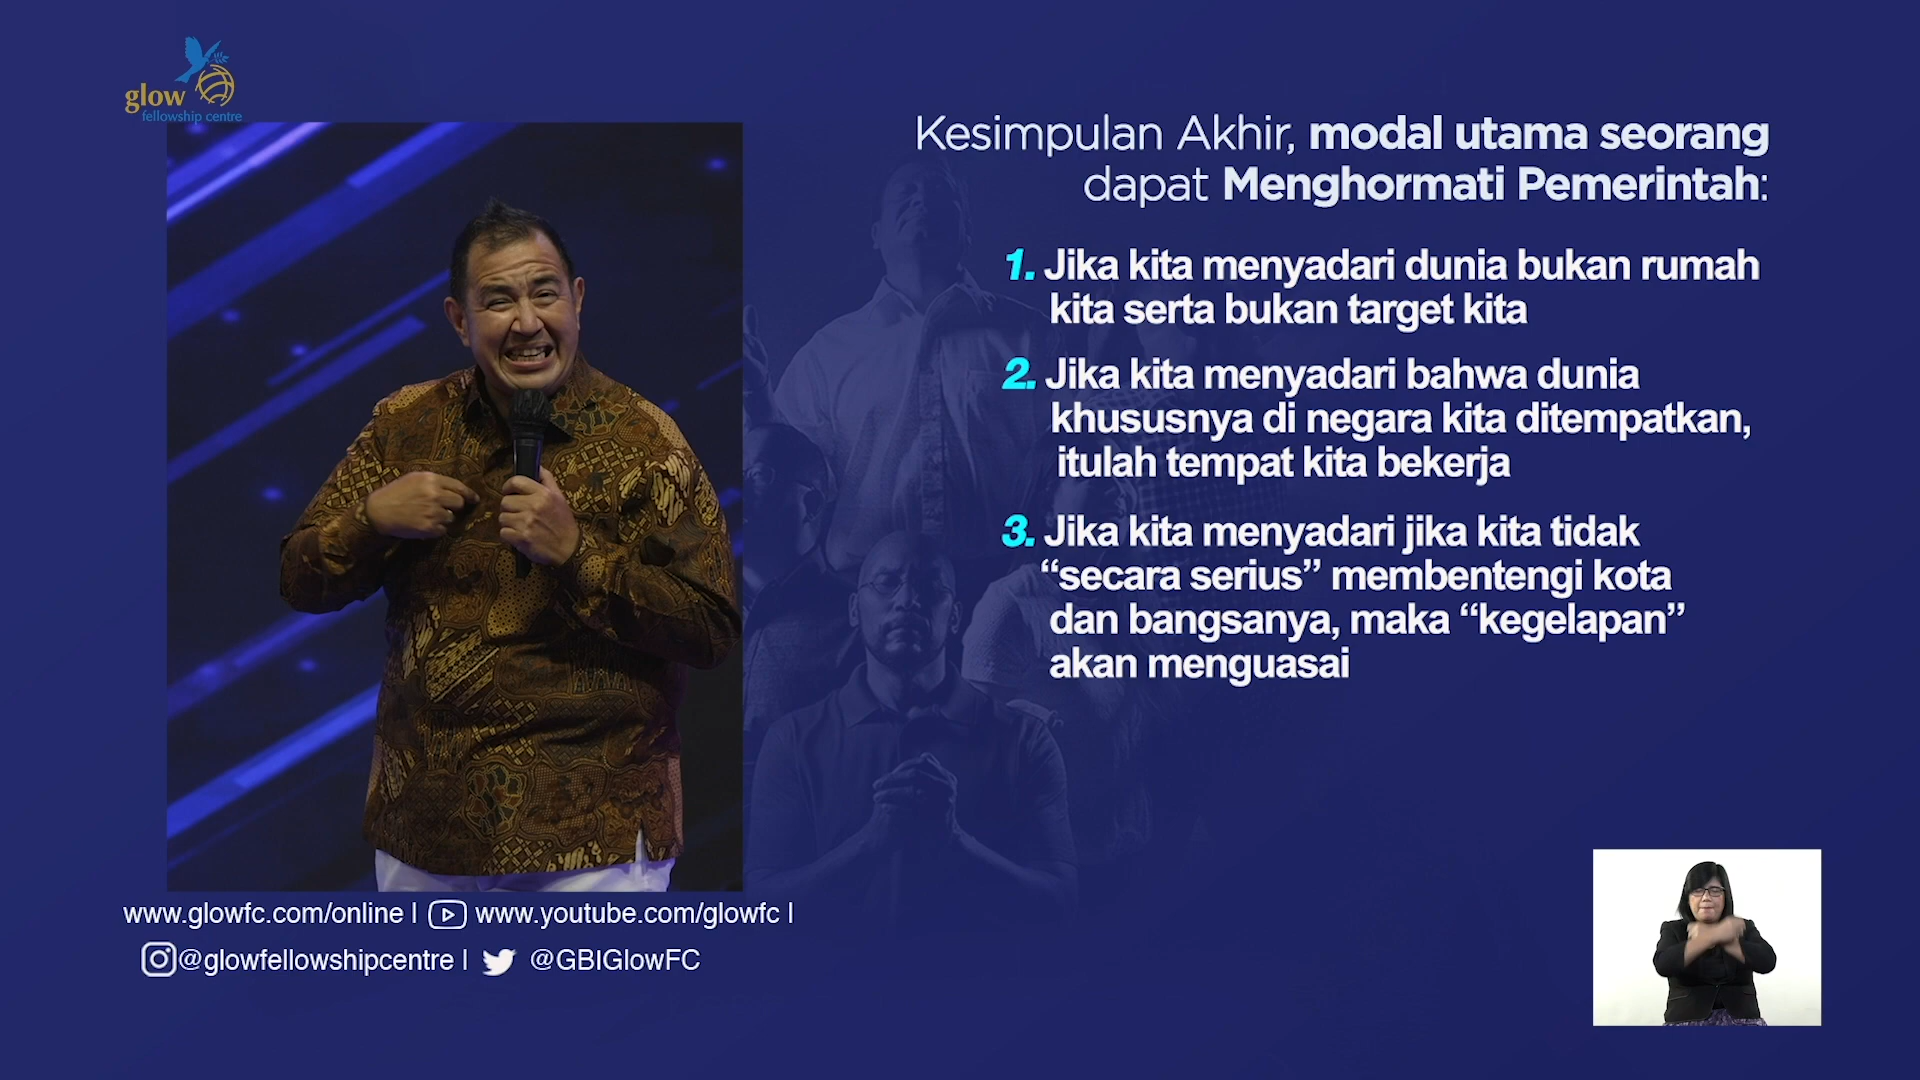 glow
fellowship centre
Kesimpulan Akhir, modal utama seorang
dapat Menghormati Pemerintah:
1. Jika kita menyadari dunia bukan rumah
kita serta bukan target kita
2. Jika kita menyadari bahwa dunia
khususnya di negara kita ditempatkan,
itulah tempat kita bekerja
3. Jika kita menyadari jika kita tidak
“secara serius” membentengi kota
dan bangsanya, maka “kegelapan”
akan menguasai
www.glowfc.com/online | www.youtube.com/glowfc |
@glowfellowshipcentre | @GBIGlowFC